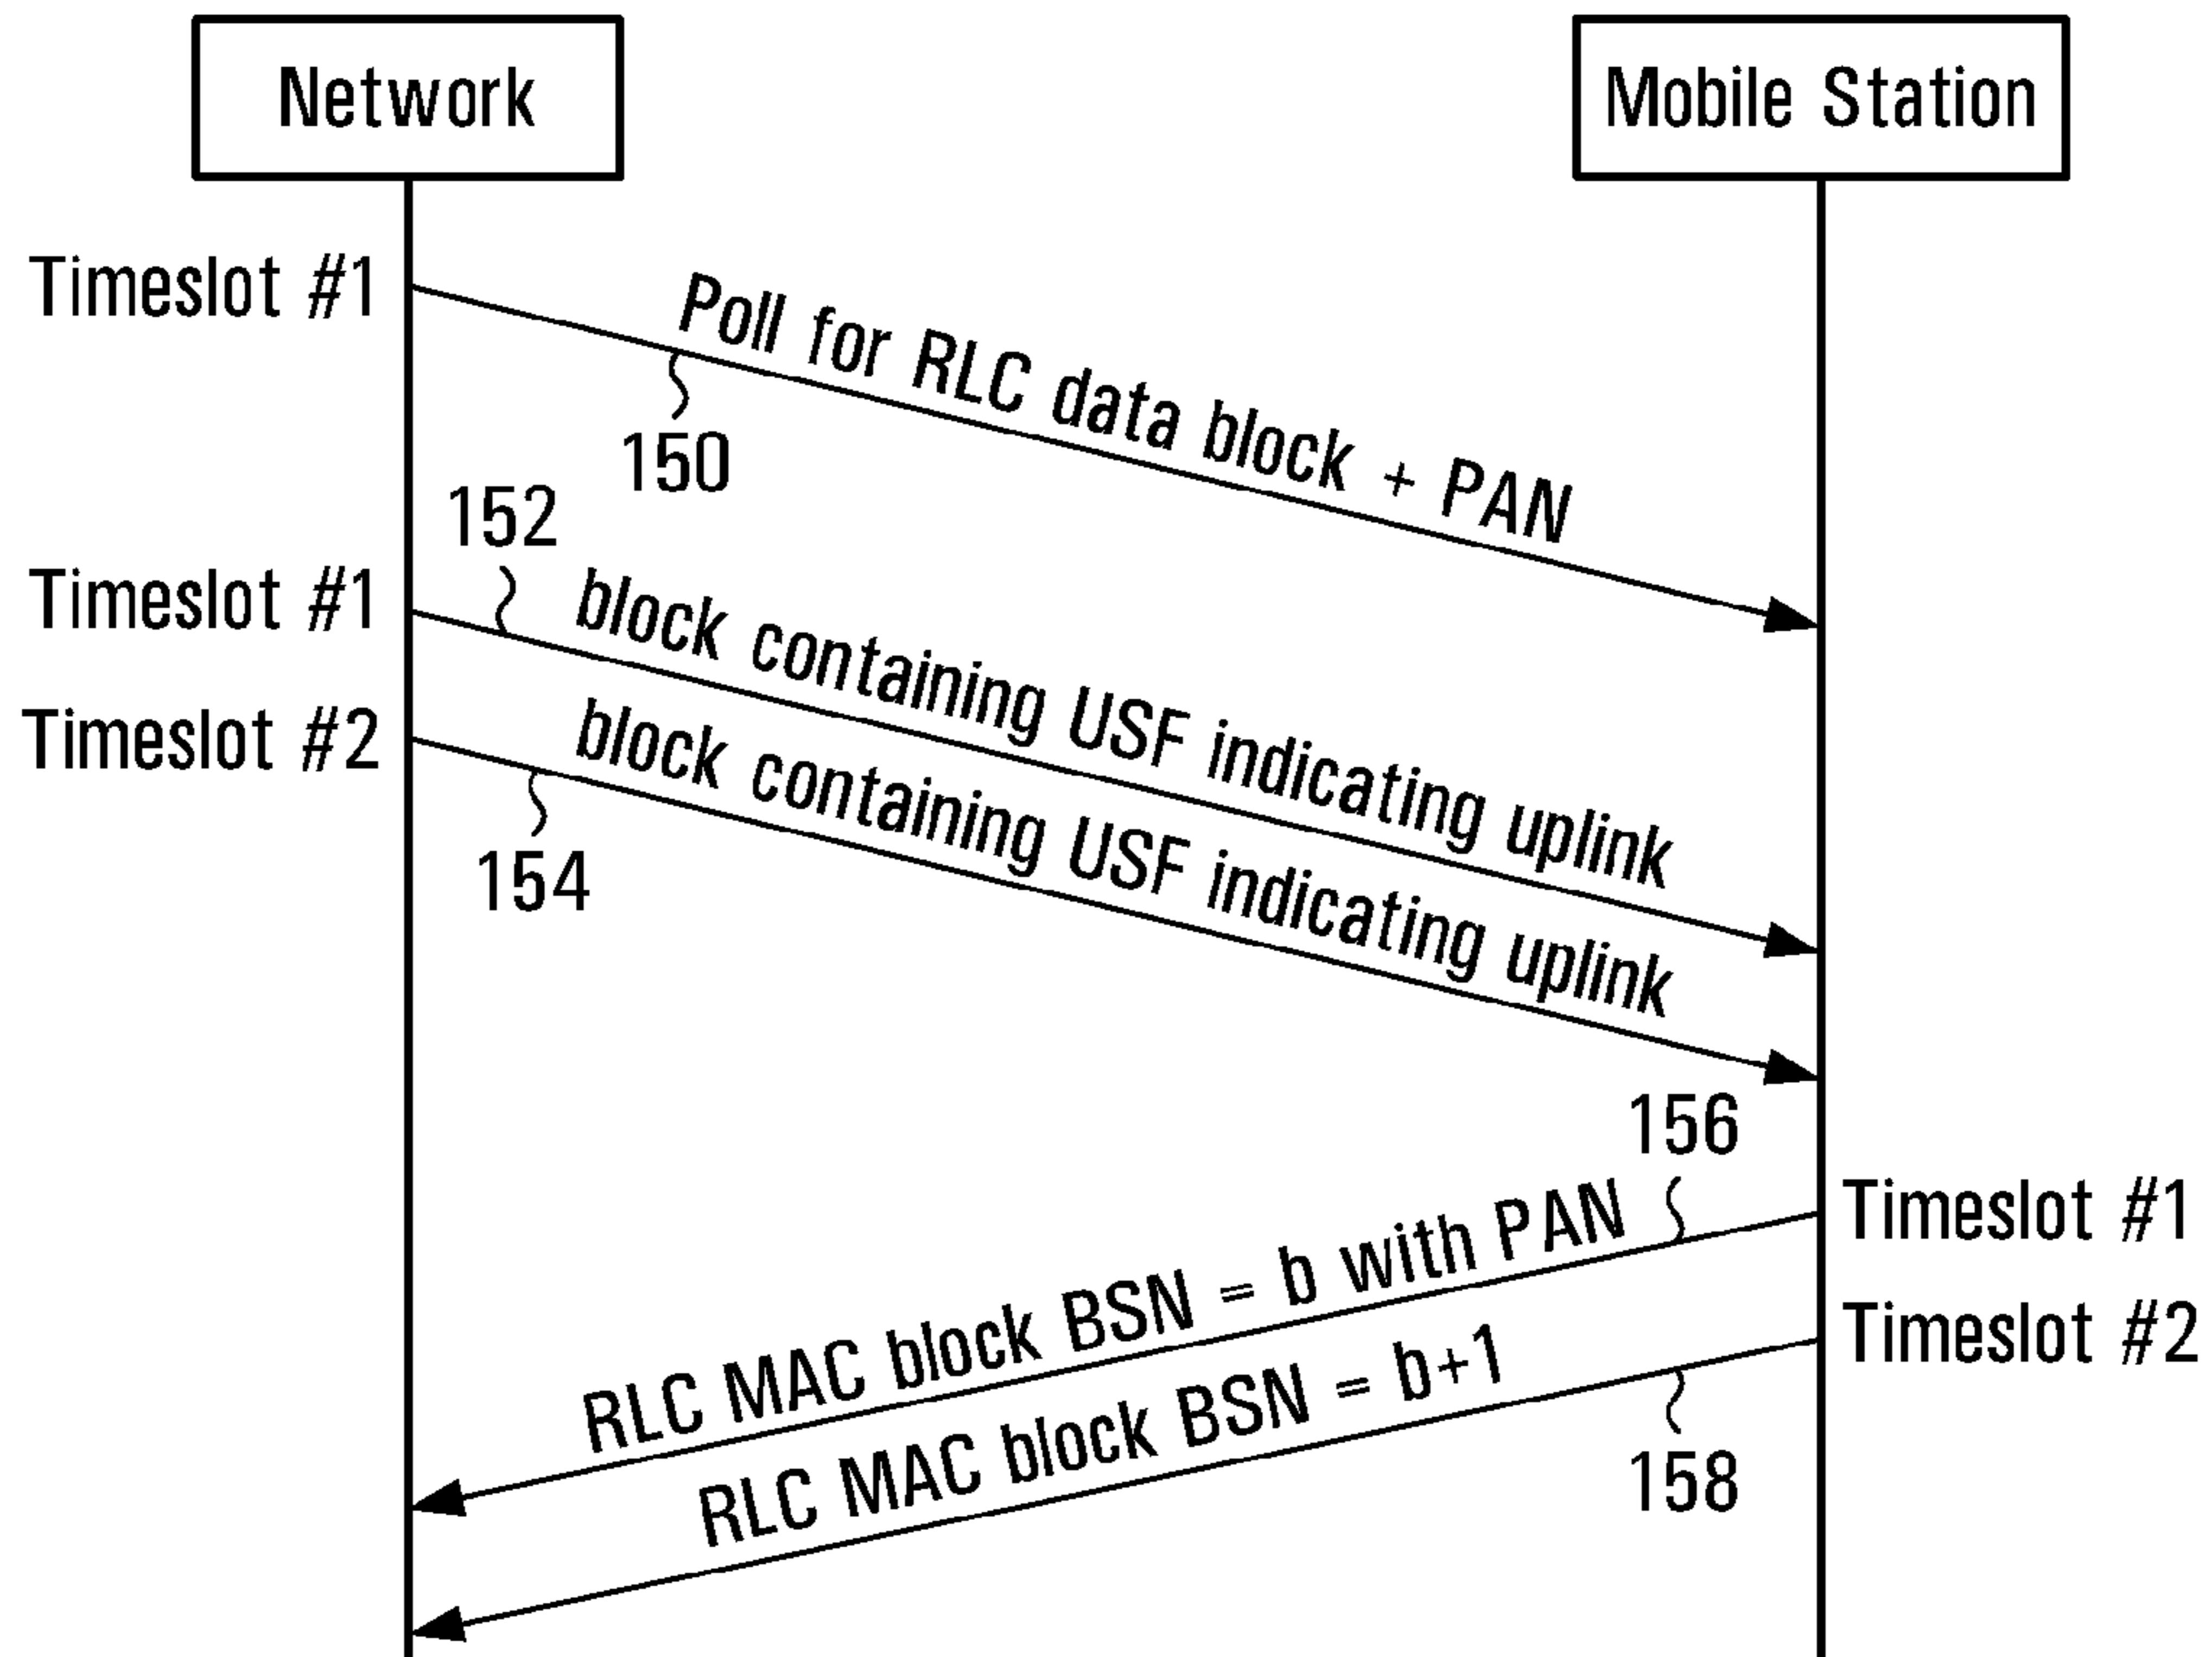 Network
Mobile Station
Timeslot #1
Poll for RLC data block + PAN
150
152
Timeslot #1
block containing USF indicating uplink
Timeslot #2
block containing USF indicating uplink
154
156
Timeslot #1
RLC MAC block BSN = b with PAN
Timeslot #2
RLC MAC block BSN = b+1
158